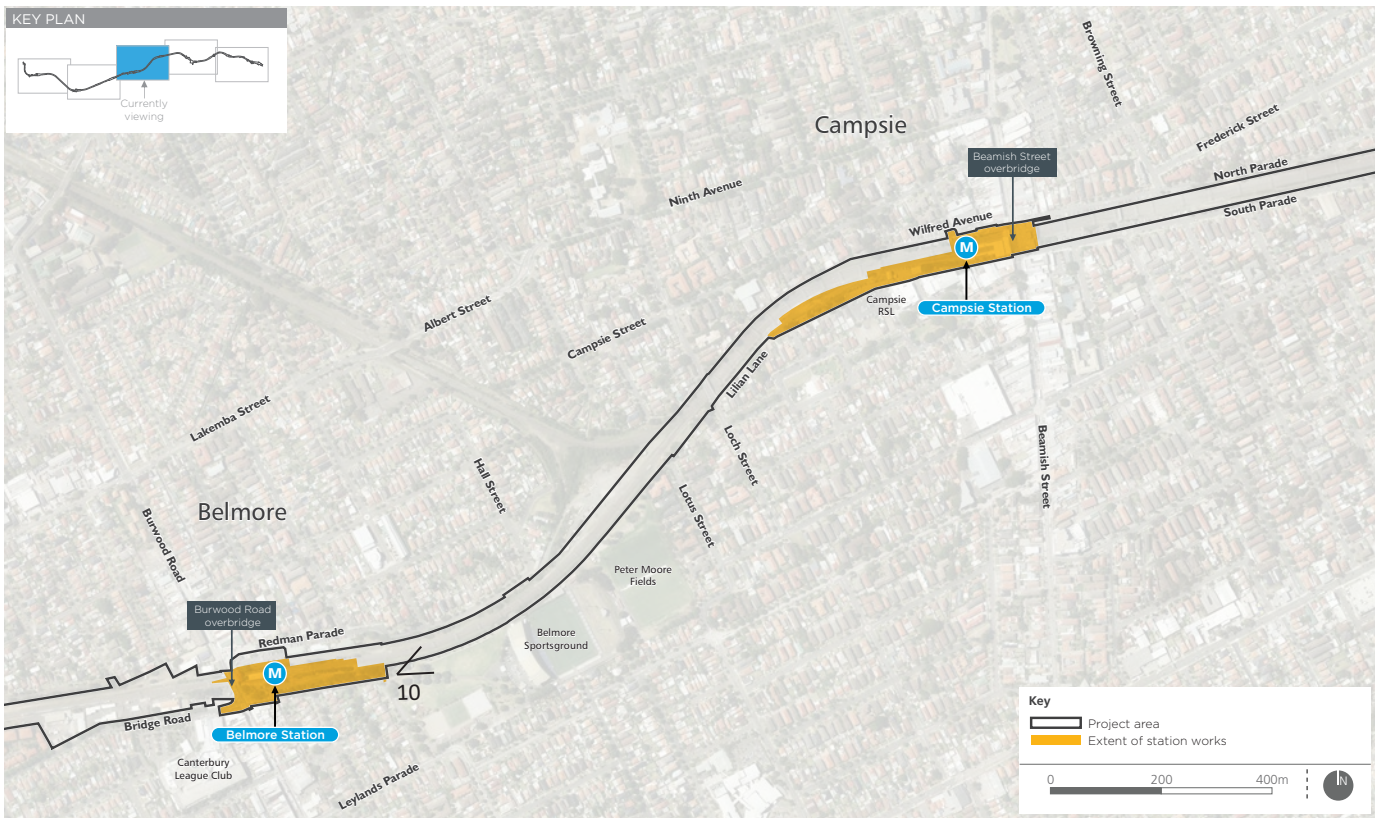 KEY PLAN
Currently
viewing
Browning Street
Campsie
Frederick Street
Beamish Street
overbridge
North Parade
Ninth Avenue
South Parade
Wilfred Avenue
M
Campsie
RSL
Campsie Station
Albert Street
Campsie Street
Lilian Lane
Lakemba Street
Loch Street
Beamish Street
Hall Street
Lotus Street
Belmore
Burwood Road
Peter Moore
Fields
Burwood Road
overbridge
Redman Parade
Belmore
Sportsground
M
10
Bridge Road
Belmore Station
Canterbury
League Club
Leylands Parade
Key
Project area
Extent of station works
0 200 400m
N